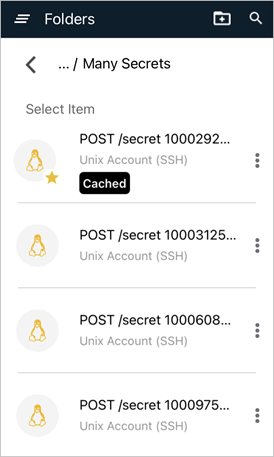 Folders
... / Many Secrets
Select Item
POST /secret 1000292...
Unix Account (SSH)
Cached
POST /secret 10003125...
Unix Account (SSH)
POST /secret 1000608...
Unix Account (SSH)
POST /secret 1000975...
Unix Account (SSH)